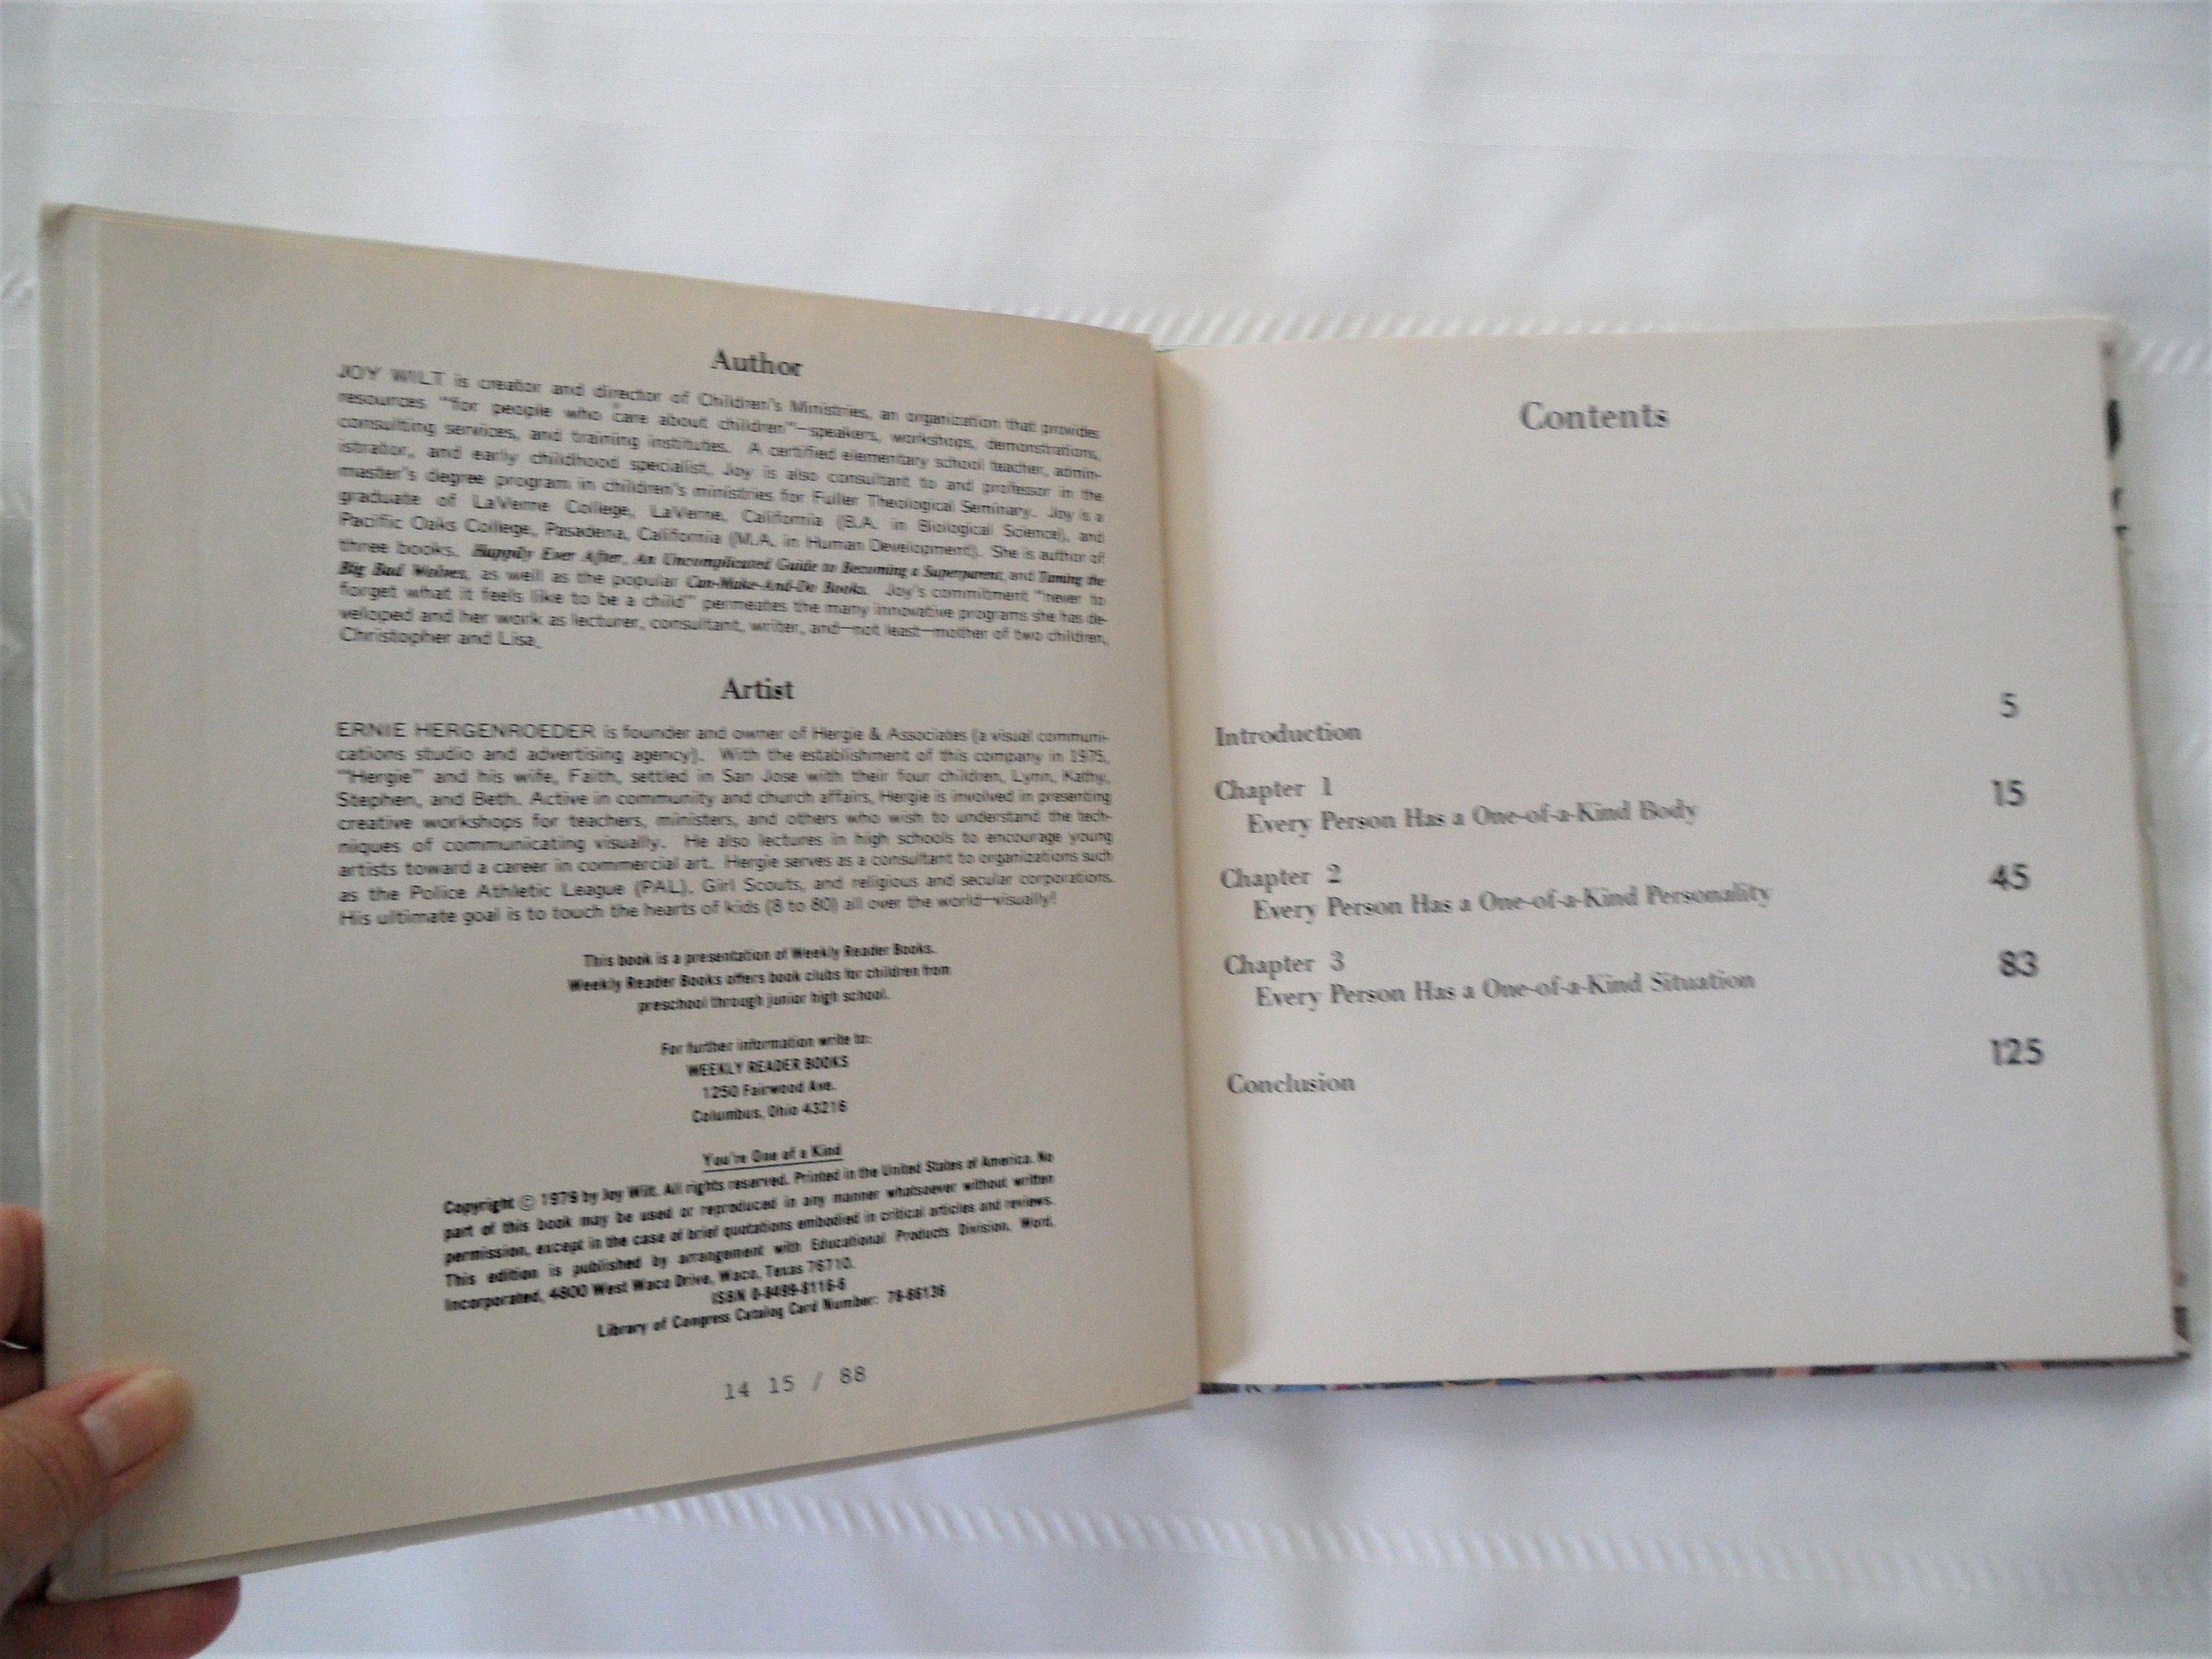 Author
JOY WILT is creator and director of Children's Ministries, an organization that provides
resources "for people who care about children"—speakers, workshops, demonstrations,
consulting services, and training institutes. A certified elementary school teacher, admin-
istrator, and early childhood specialist, Joy is also consultant to and professor in the
master's degree program in children's ministries for Fuller Theological Seminary. Joy is a
graduate of LaVerne College, LaVerne, California (B.A. in Biological Science), and
Pacific Oaks College, Pasadena, California (M.A. in Human Development). She is author of
three books, Happily Ever After, An Uncomplicated Guide to Becoming a Superparent, and Taming the
Big Bad Wolves, as well as the popular Can-Make-And-Do Books. Joy's commitment "never to
forget what it feels like to be a child" permeates the many innovative programs she has de-
veloped and her work as lecturer, consultant, writer, and—not least—mother of two children,
Christopher and Lisa.
Artist
ERNIE HERGENROEDER is founder and owner of Hergie & Associates (a visual communi-
cations studio and advertising agency). With the establishment of this company in 1975,
"Hergie" and his wife, Faith, settled in San Jose with their four children, Lynn, Kathy,
Stephen, and Beth. Active in community and church affairs, Hergie is involved in presenting
creative workshops for teachers, ministers, and others who wish to understand the tech-
niques of communicating visually. He also lectures in high schools to encourage young
artists toward a career in commercial art. Hergie serves as a consultant to organizations such
as the Police Athletic League (PAL), Girl Scouts, and religious and secular corporations.
His ultimate goal is to touch the hearts of kids (8 to 80) all over the world—visually!
This book is a presentation of Weekly Reader Books.
Weekly Reader Books offers book clubs for children from
preschool through junior high school.
For further information write to:
WEEKLY READER BOOKS
1250 Fairwood Ave.
Columbus, Ohio 43216
You're One of a Kind
Copyright © 1979 by Joy Wilt. All rights reserved. Printed in the United States of America. No
part of this book may be used or reproduced in any manner whatsoever without written
permission, except in the case of brief quotations embodied in critical articles and reviews.
This edition is published by arrangement with Educational Products Division, Word,
Incorporated, 4800 West Waco Drive, Waco, Texas 76710.
ISBN 0-8499-8116-6
Library of Congress Catalog Card Number: 78-66136
14 15 / 88
Contents
Introduction 5
Chapter 1 15
Every Person Has a One-of-a-Kind Body
Chapter 2 45
Every Person Has a One-of-a-Kind Personality
Chapter 3 83
Every Person Has a One-of-a-Kind Situation
Conclusion 125